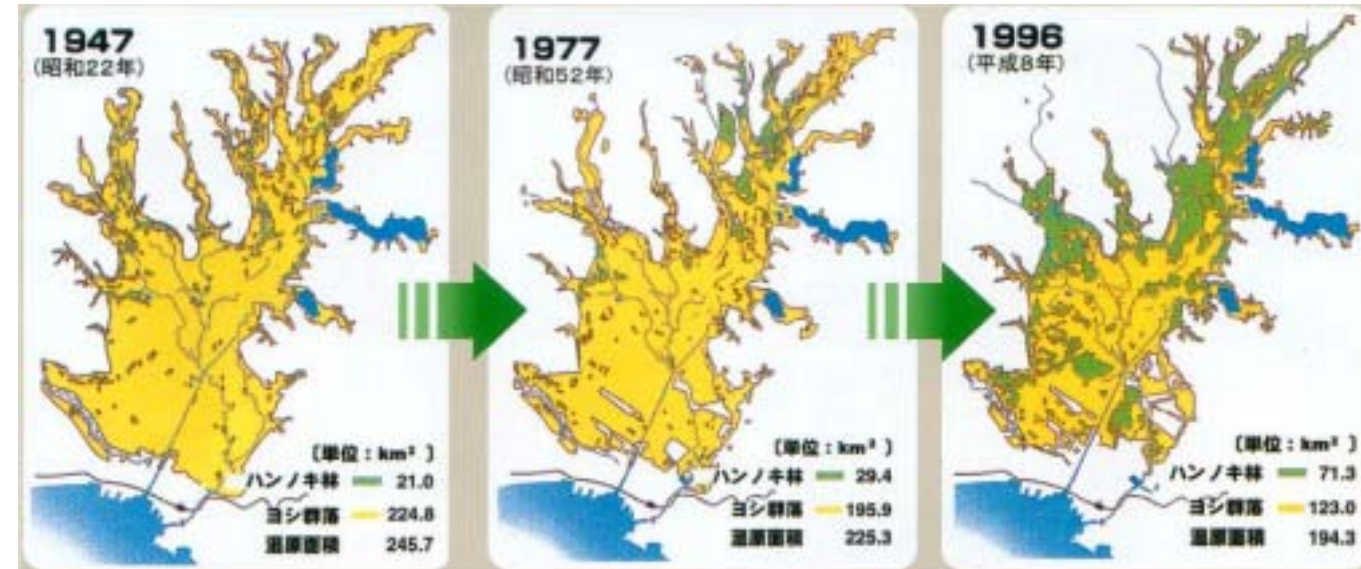 1947
(昭和22年)
〔単位：km²〕
ハンノキ林 21.0
ヨシ群落 224.8
湿原面積 245.7
1977
(昭和52年)
〔単位：km²〕
ハンノキ林 29.4
ヨシ群落 195.9
湿原面積 225.3
1996
(平成8年)
〔単位：km²〕
ハンノキ林 71.3
ヨシ群落 123.0
湿原面積 194.3